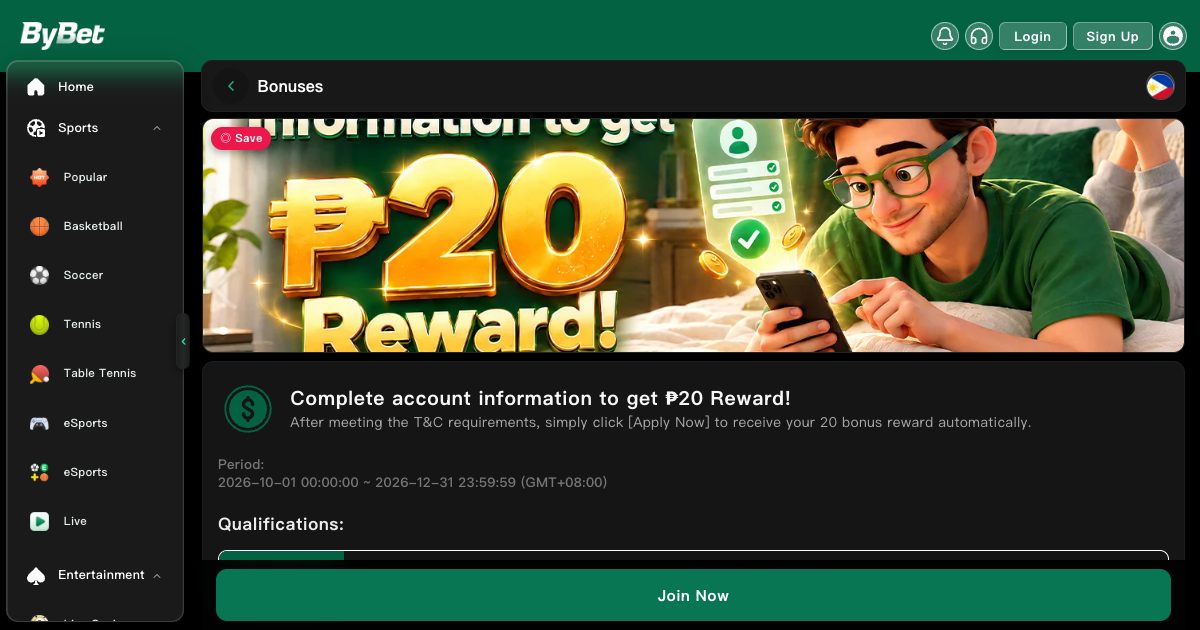 ByBet
Login
Sign Up
Home
Sports
Popular
Basketball
Soccer
Tennis
Table Tennis
eSports
eSports
Live
Entertainment
Bonuses
Save
information to get
₱20
Reward!
Complete account information to get ₱20 Reward!
After meeting the T&C requirements, simply click [Apply Now] to receive your 20 bonus reward automatically.
Period:
2026-10-01 00:00:00 ~ 2026-12-31 23:59:59 (GMT+08:00)
Qualifications:
Join Now